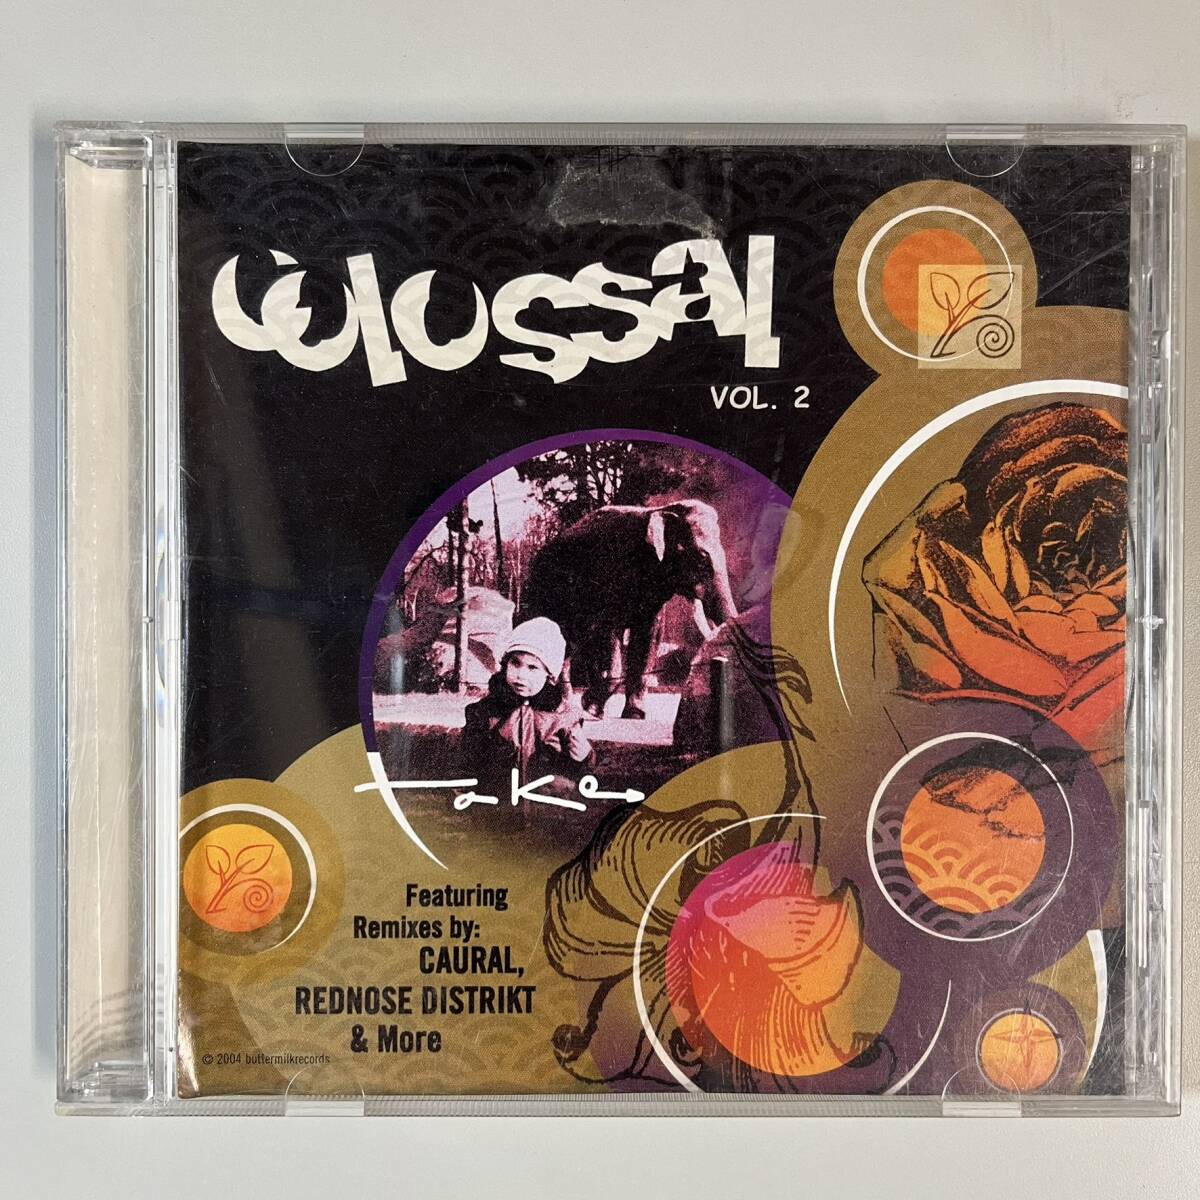 Colossal
VOL. 2
take
Featuring
Remixes by:
CAURAL,
REDNOSE DISTRIKT
& More
© 2004 buttermilkrecords